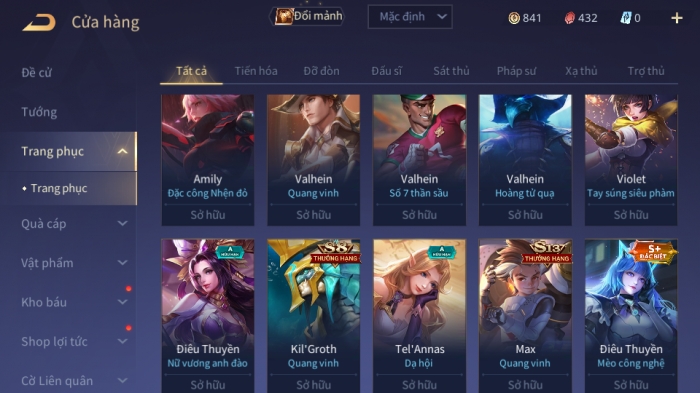 Cửa hàng
Đổi mảnh
Mặc định
841
432
0
Đề cử
Tướng
Trang phục
Trang phục
Quà cáp
Vật phẩm
Kho báu
Shop lợi tức
Cờ Liên quân
Tất cả
Tiến hóa
Đỡ đòn
Đấu sĩ
Sát thủ
Pháp sư
Xạ thủ
Trợ thủ
Amily
Đặc công Nhện đỏ
Sở hữu
Valhein
Quang vinh
Sở hữu
Valhein
Số 7 thần sầu
Sở hữu
Valhein
Hoàng tử quạ
Sở hữu
Violet
Tay súng siêu phàm
Sở hữu
A
HỮU HẠN
Điêu Thuyền
Nữ vương anh đào
Sở hữu
S8
THƯỞNG HẠNG
Kil'Groth
Quang vinh
Sở hữu
A
HỮU HẠN
Tel'Annas
Dạ hội
Sở hữu
S13
THƯỞNG HẠNG
Max
Quang vinh
Sở hữu
S+
ĐẶC BIỆT
Điêu Thuyền
Mèo công nghệ
Sở hữu